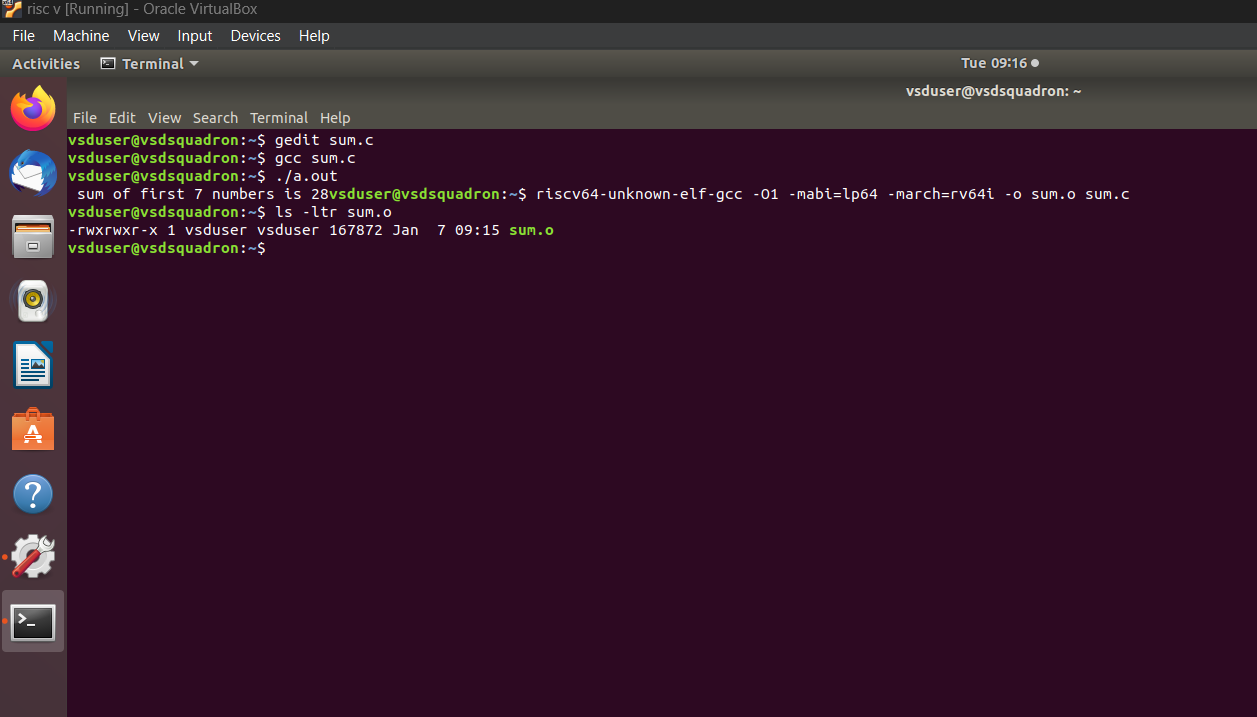 risc v [Running] - Oracle VirtualBox
File Machine View Input Devices Help
Activities Terminal Tue 09:16
vsduser@vsdsquadron: ~
File Edit View Search Terminal Help
vsduser@vsdsquadron:~$ gedit sum.c
vsduser@vsdsquadron:~$ gcc sum.c
vsduser@vsdsquadron:~$ ./a.out
 sum of first 7 numbers is 28vsduser@vsdsquadron:~$ riscv64-unknown-elf-gcc -O1 -mabi=lp64 -march=rv64i -o sum.o sum.c
vsduser@vsdsquadron:~$ ls -ltr sum.o
-rwxrwxr-x 1 vsduser vsduser 167872 Jan  7 09:15 sum.o
vsduser@vsdsquadron:~$